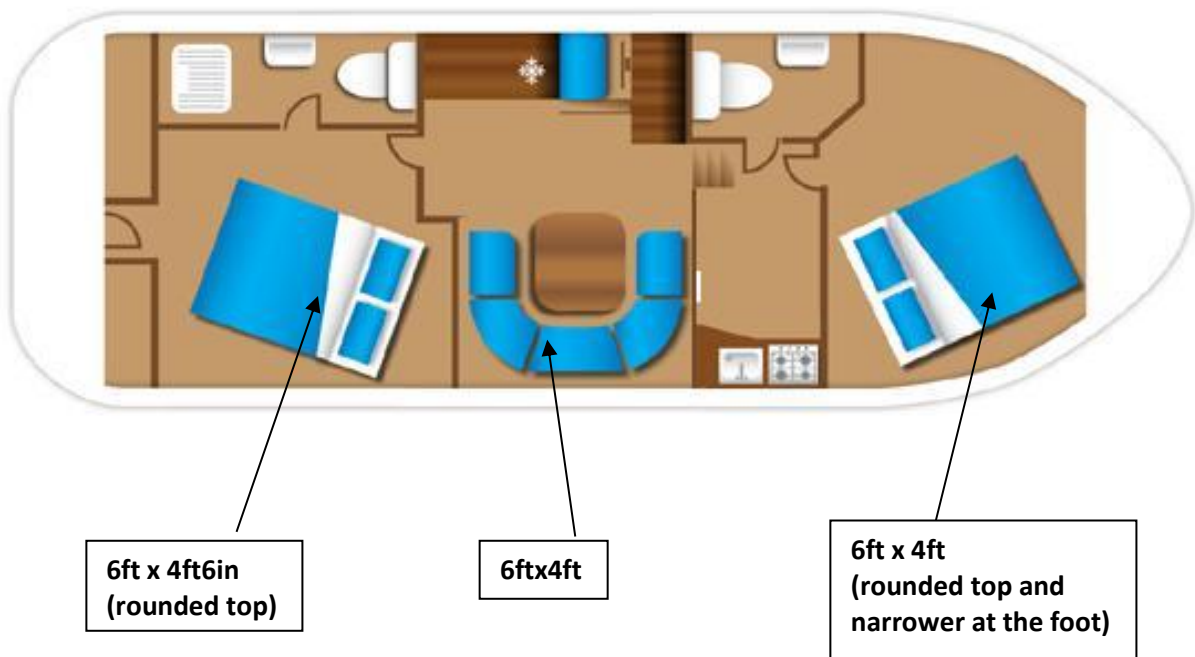 6ft x 4ft6in
(rounded top)
6ftx4ft
6ft x 4ft
(rounded top and
narrower at the foot)